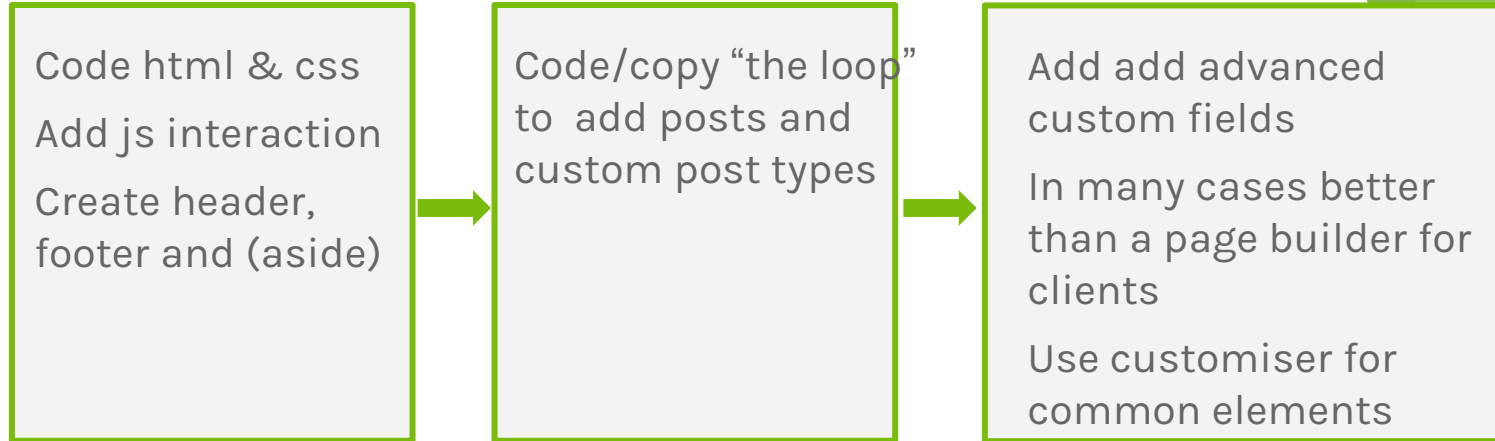 Code html & css
Add js interaction
Create header,
footer and (aside)
Code/copy “the loop”
to add posts and
custom post types
Add add advanced
custom fields
In many cases better
than a page builder for
clients
Use customiser for
common elements